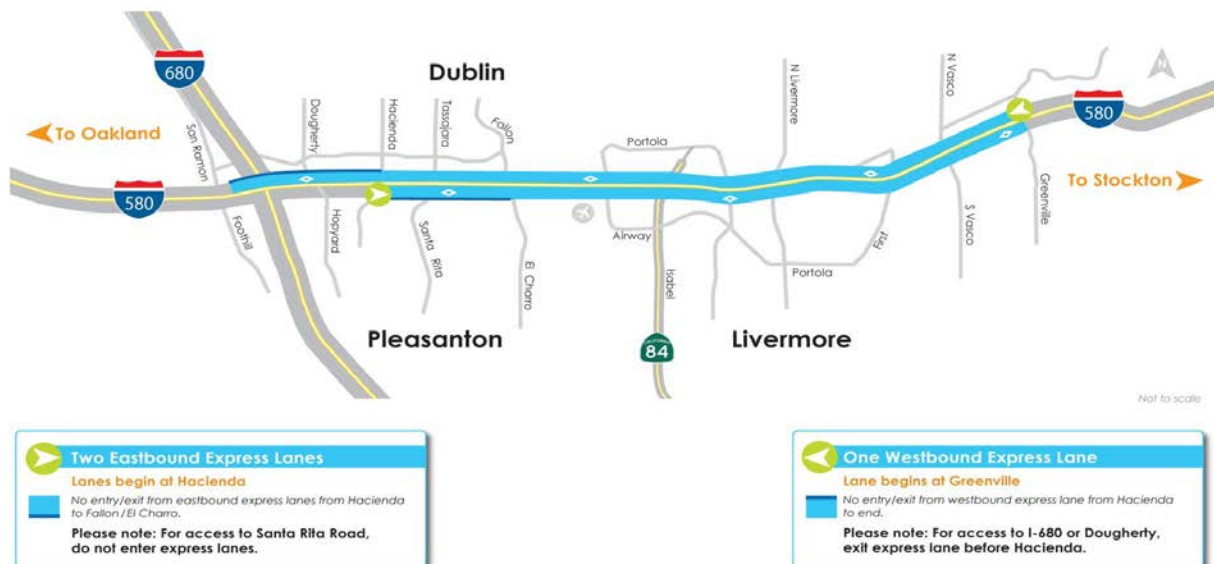 680
Dublin
To Oakland
San Ramon
Dougherty
Hacienda
Tassajara
Fallon
Portola
N Livermore
N Vasco
N
580
580
To Stockton
Foothill
Hopyard
Santa Rita
El Charro
Airway
Isabel
First
Portola
S Vasco
Greenville
Pleasanton
CALIFORNIA
84
Livermore
Not to scale
Two Eastbound Express Lanes
Lanes begin at Hacienda
No entry/exit from eastbound express lanes from Hacienda
to Fallon/El Charro.
Please note: For access to Santa Rita Road,
do not enter express lanes.
One Westbound Express Lane
Lane begins at Greenville
No entry/exit from westbound express lane from Hacienda
to end.
Please note: For access to I-680 or Dougherty,
exit express lane before Hacienda.